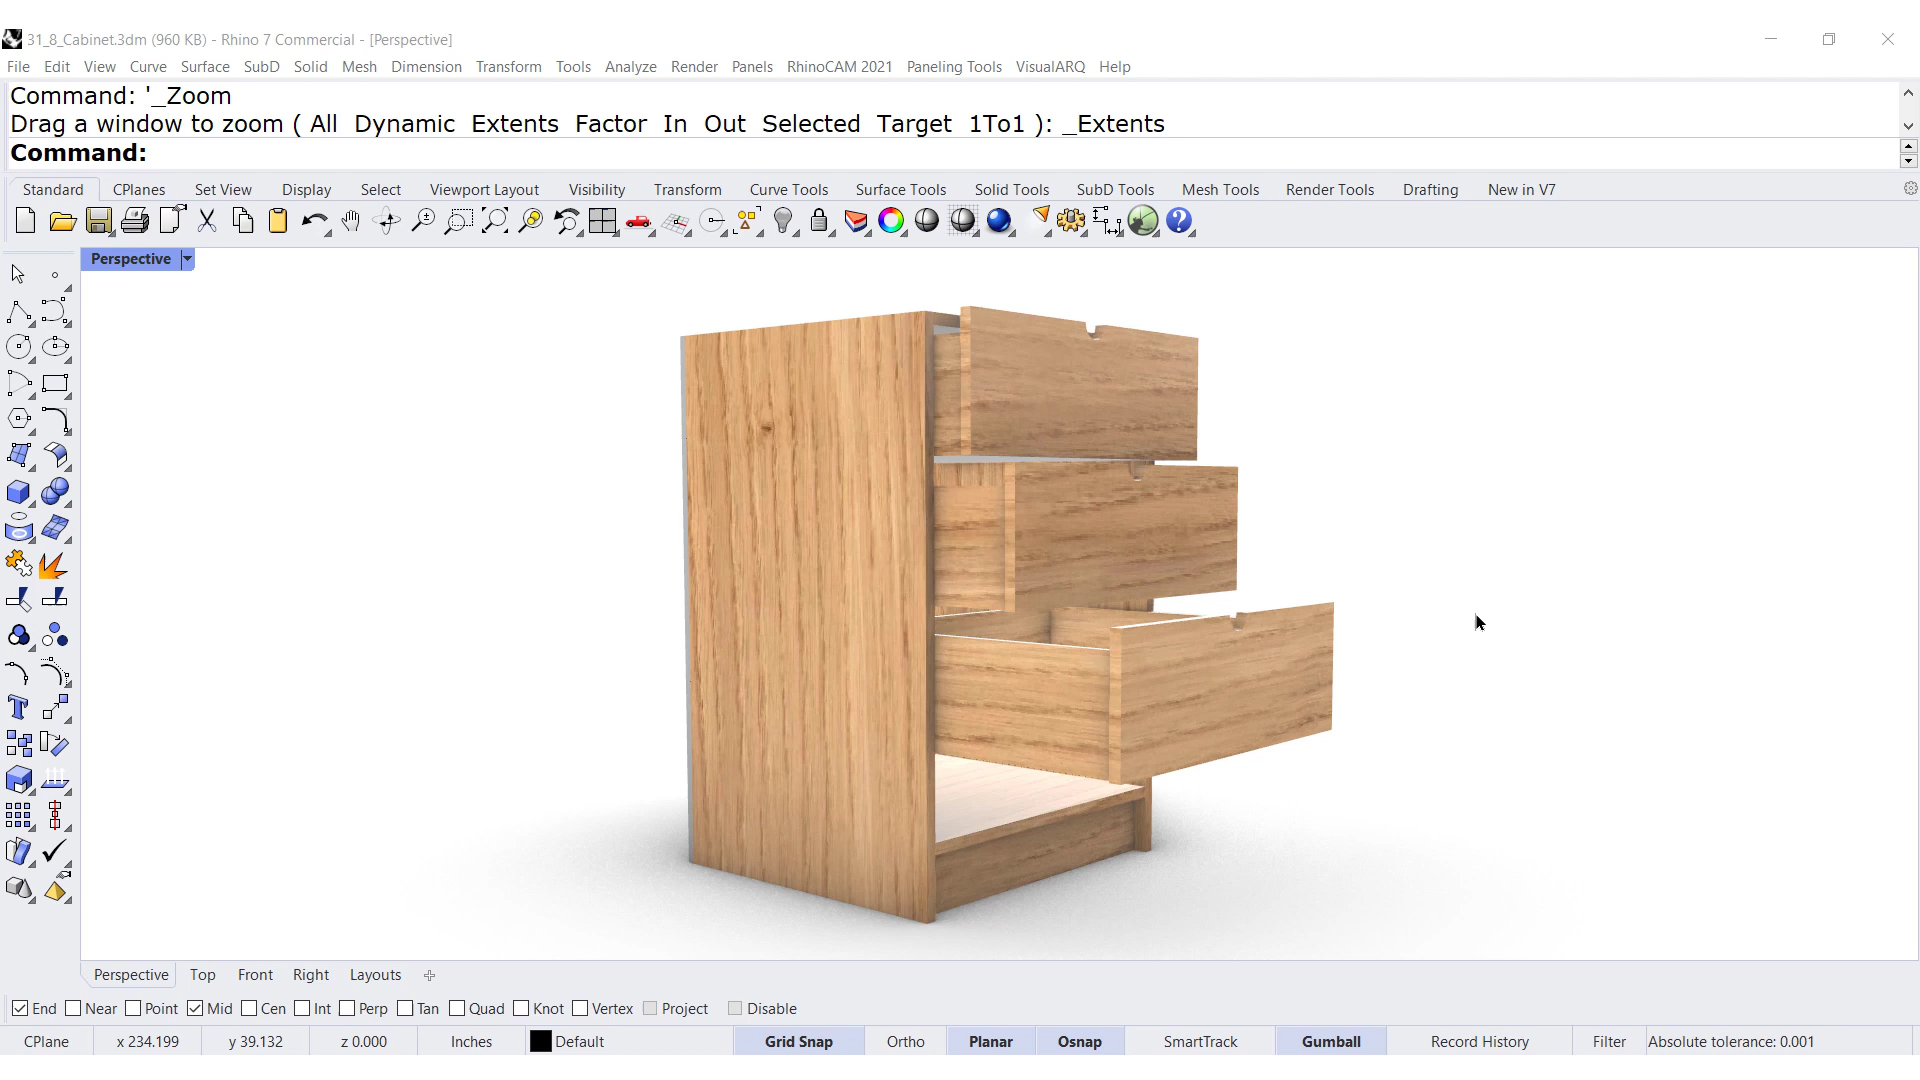 31_8_Cabinet.3dm (960 KB) - Rhino 7 Commercial - [Perspective]
File Edit View Curve Surface SubD Solid Mesh Dimension Transform Tools Analyze Render Panels RhinoCAM 2021 Paneling Tools VisualARQ Help
Command: '_Zoom
Drag a window to zoom ( All Dynamic Extents Factor In Out Selected Target 1To1 ): _Extents
Command:
Standard CPlanes Set View Display Select Viewport Layout Visibility Transform Curve Tools Surface Tools Solid Tools SubD Tools Mesh Tools Render Tools Drafting New in V7
Perspective
Perspective Top Front Right Layouts
End Near Point Mid Cen Int Perp Tan Quad Knot Vertex Project Disable
CPlane x 234.199 y 39.132 z 0.000 Inches Default Grid Snap Ortho Planar Osnap SmartTrack Gumball Record History Filter Absolute tolerance: 0.001